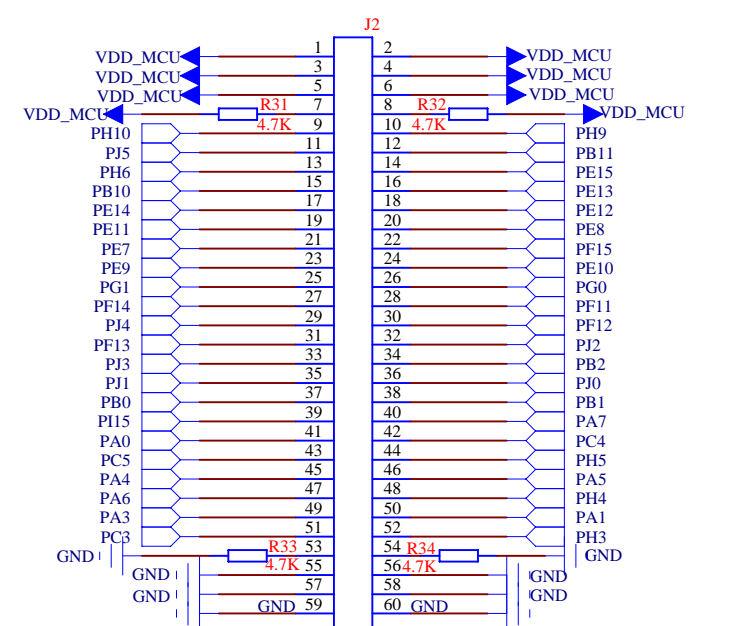 J2
VDD_MCU 1 2 VDD_MCU
VDD_MCU 3 4 VDD_MCU
VDD_MCU 5 6 VDD_MCU
VDD_MCU R31 7 8 R32 VDD_MCU
PH10 4.7K 9 10 4.7K PH9
PJ5 11 12 PB11
PH6 13 14 PE15
PB10 15 16 PE13
PE14 17 18 PE12
PE11 19 20 PE8
PE7 21 22 PF15
PE9 23 24 PE10
PG1 25 26 PG0
PF14 27 28 PF11
PJ4 29 30 PF12
PF13 31 32 PJ2
PJ3 33 34 PB2
PJ1 35 36 PJ0
PB0 37 38 PB1
PI15 39 40 PA7
PA0 41 42 PC4
PC5 43 44 PH5
PA4 45 46 PA5
PA6 47 48 PH4
PA3 49 50 PA1
PC3 51 52 PH3
GND R33 53 54 R34 GND
GND 4.7K 55 56 4.7K GND
GND 57 58 GND
GND 59 60 GND